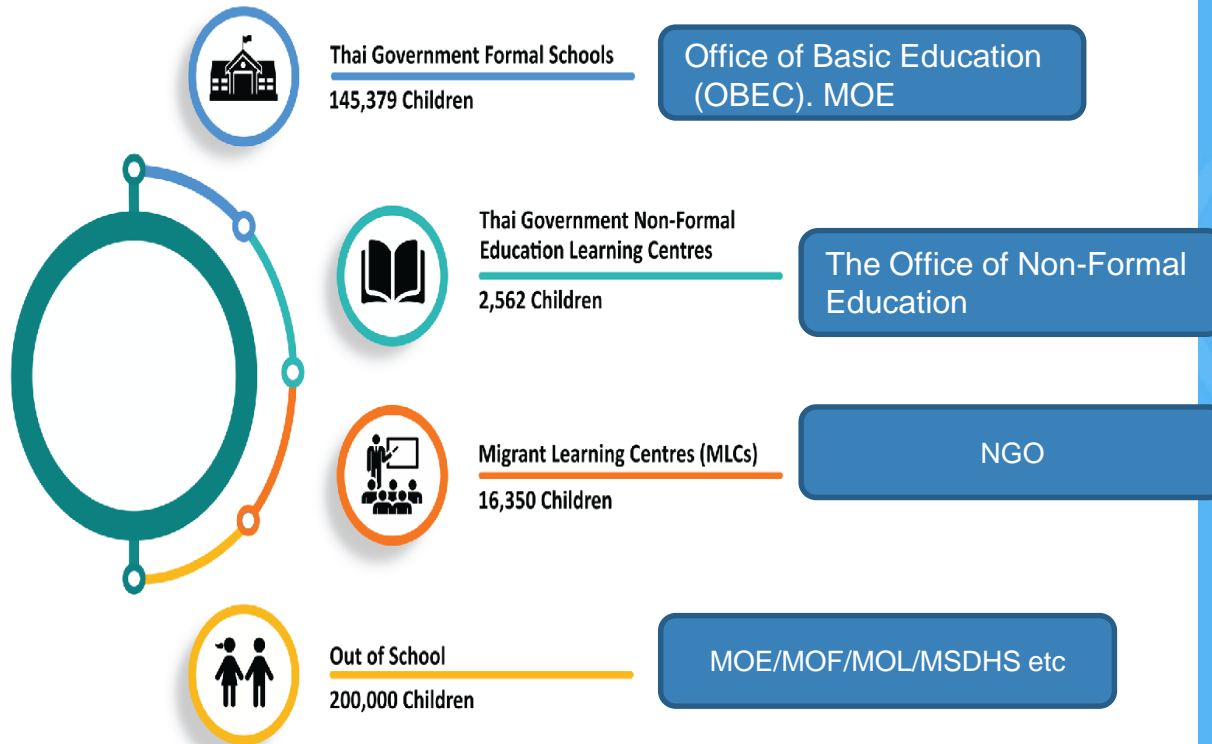 Thai Government Formal Schools
145,379 Children
Office of Basic Education
(OBEC). MOE
Thai Government Non-Formal
Education Learning Centres
2,562 Children
The Office of Non-Formal
Education
Migrant Learning Centres (MLCs)
16,350 Children
NGO
Out of School
200,000 Children
MOE/MOF/MOL/MSDHS etc